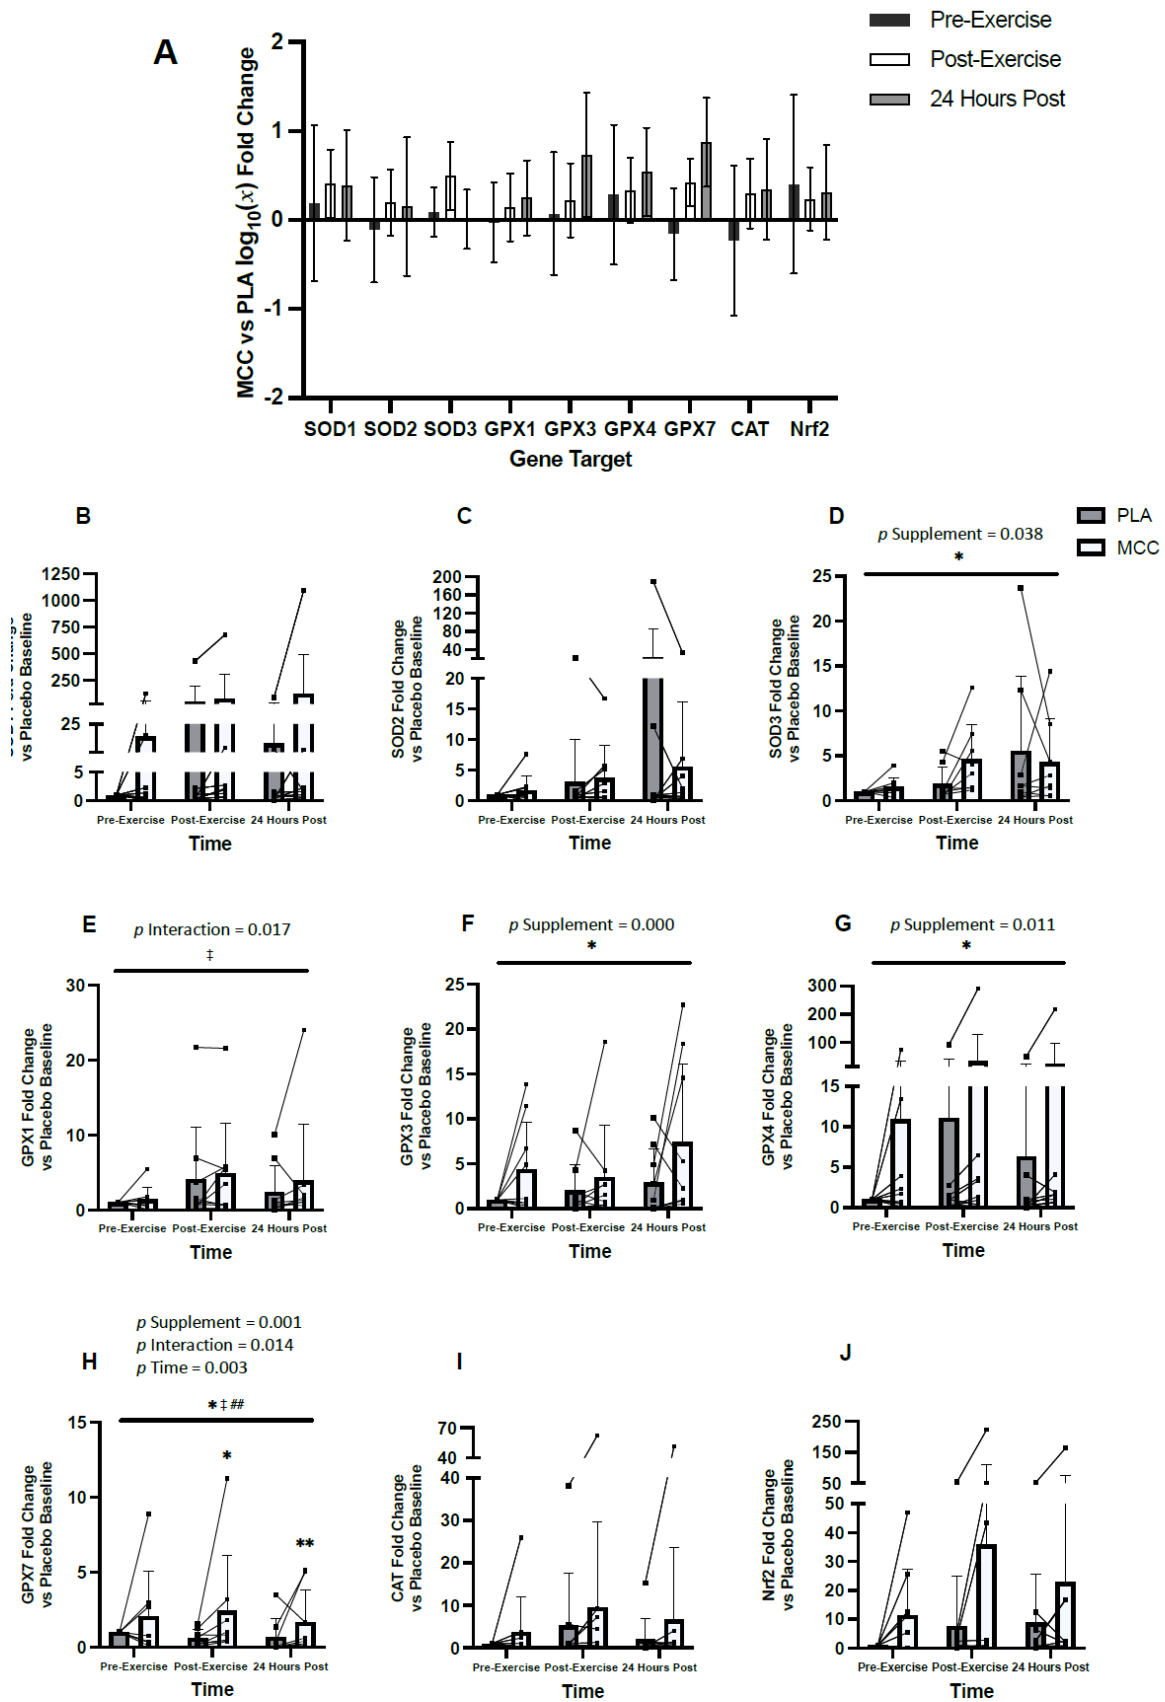 A
Pre-Exercise
Post-Exercise
24 Hours Post
MCC vs PLA log10(x) Fold Change
2
1
0
-1
-2
SOD1 SOD2 SOD3 GPX1 GPX3 GPX4 GPX7 CAT Nrf2
Gene Target
PLA
MCC
B
vs Placebo Baseline
1250
1000
750
500
250
25
5
0
Pre-Exercise Post-Exercise 24 Hours Post
Time
C
SOD2 Fold Change
vs Placebo Baseline
200
160
120
80
40
20
15
10
5
0
Pre-Exercise Post-Exercise 24 Hours Post
Time
D
p Supplement = 0.038
*
SOD3 Fold Change
vs Placebo Baseline
25
20
15
10
5
0
Pre-Exercise Post-Exercise 24 Hours Post
Time
E
p Interaction = 0.017
‡
GPX1 Fold Change
vs Placebo Baseline
30
20
10
0
Pre-Exercise Post-Exercise 24 Hours Post
Time
F
p Supplement = 0.000
*
GPX3 Fold Change
vs Placebo Baseline
25
20
15
10
5
0
Pre-Exercise Post-Exercise 24 Hours Post
Time
G
p Supplement = 0.011
*
GPX4 Fold Change
vs Placebo Baseline
300
200
100
15
10
5
0
Pre-Exercise Post-Exercise 24 Hours Post
Time
H
p Supplement = 0.001
p Interaction = 0.014
p Time = 0.003
* ‡ ##
*
**
GPX7 Fold Change
vs Placebo Baseline
15
10
5
0
Pre-Exercise Post-Exercise 24 Hours Post
Time
I
CAT Fold Change
vs Placebo Baseline
70
40
40
30
20
10
0
Pre-Exercise Post-Exercise 24 Hours Post
Time
J
Nrf2 Fold Change
vs Placebo Baseline
250
150
50
50
40
30
20
10
0
Pre-Exercise Post-Exercise 24 Hours Post
Time